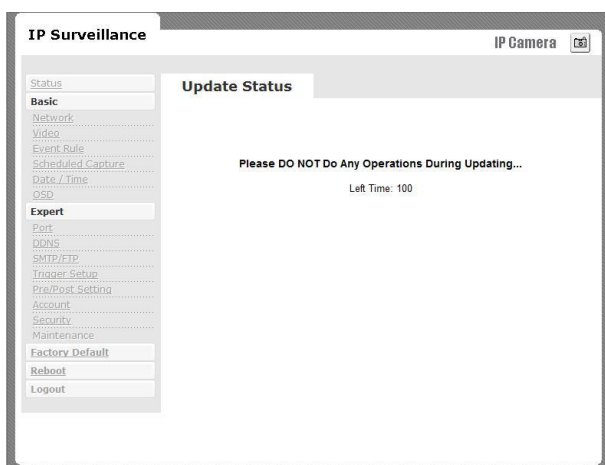 IP Surveillance
IP Camera
Status
Basic
Network
Video
Event Rule
Scheduled Capture
Date / Time
OSD
Expert
Port
DDNS
SMTP/FTP
Trigger Setup
Pre/Post Setting
Account
Security
Maintenance
Factory Default
Reboot
Logout
Update Status
Please DO NOT Do Any Operations During Updating...
Left Time: 100